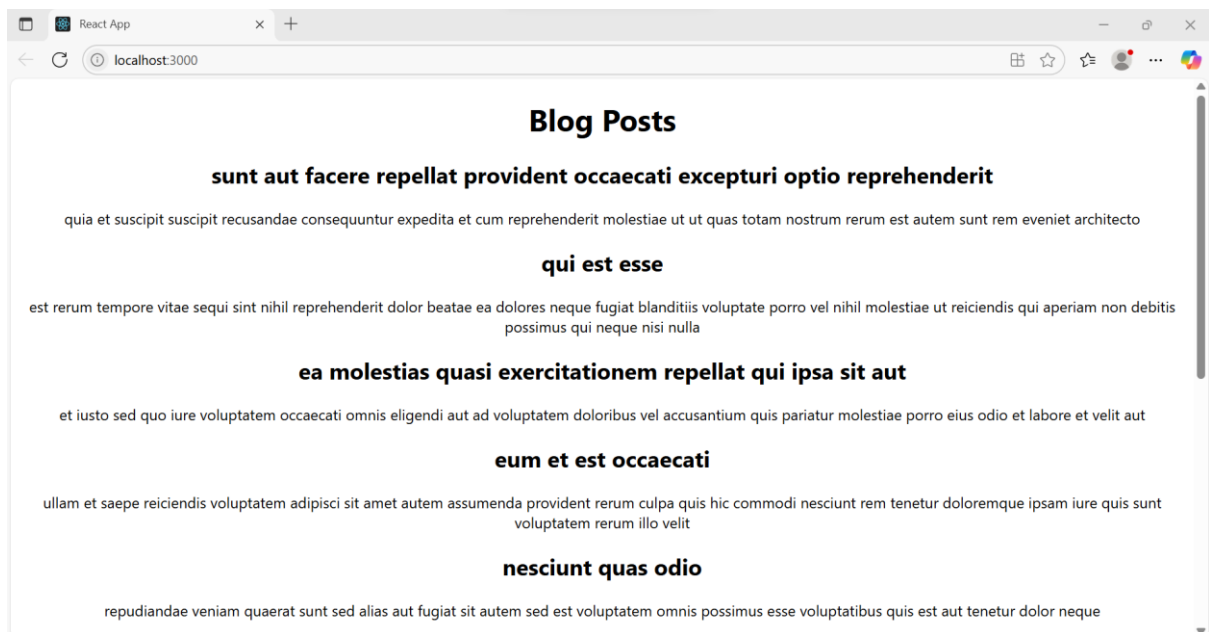 React App
localhost:3000
Blog Posts
sunt aut facere repellat provident occaecati excepturi optio reprehenderit
quia et suscipit suscipit recusandae consequuntur expedita et cum reprehenderit molestiae ut ut quas totam nostrum rerum est autem sunt rem eveniet architecto
qui est esse
est rerum tempore vitae sequi sint nihil reprehenderit dolor beatae ea dolores neque fugiat blanditiis voluptate porro vel nihil molestiae ut reiciendis qui aperiam non debitis
possimus qui neque nisi nulla
ea molestias quasi exercitationem repellat qui ipsa sit aut
et iusto sed quo iure voluptatem occaecati omnis eligendi aut ad voluptatem doloribus vel accusantium quis pariatur molestiae porro eius odio et labore et velit aut
eum et est occaecati
ullam et saepe reiciendis voluptatem adipisci sit amet autem assumenda provident rerum culpa quis hic commodi nesciunt rem tenetur doloremque ipsam iure quis sunt
voluptatem rerum illo velit
nesciunt quas odio
repudiandae veniam quaerat sunt sed alias aut fugiat sit autem sed est voluptatem omnis possimus esse voluptatibus quis est aut tenetur dolor neque